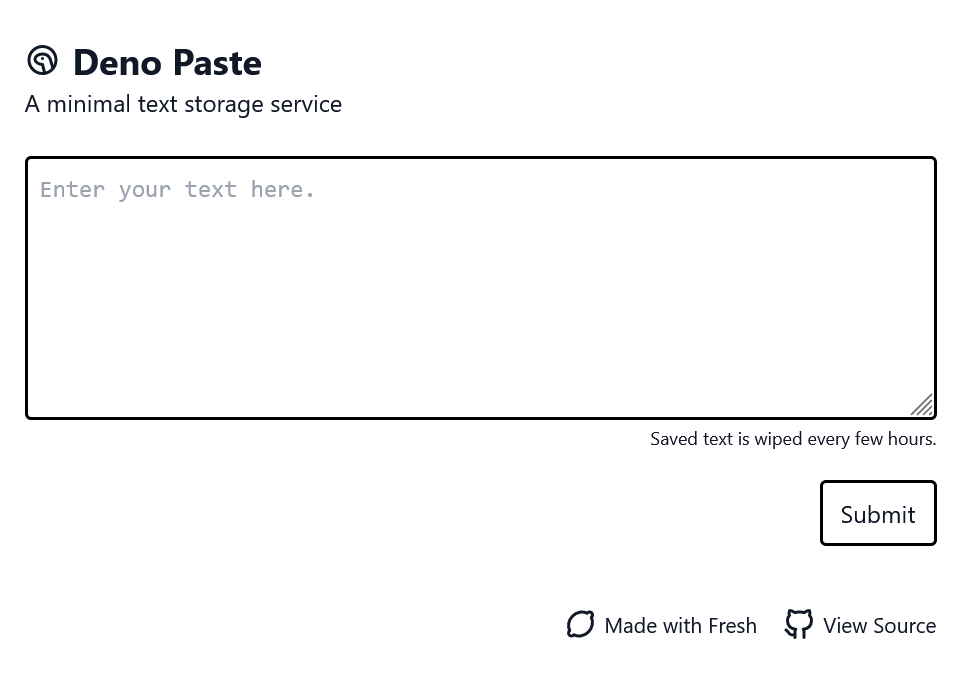 Deno Paste
A minimal text storage service
Enter your text here.
Saved text is wiped every few hours.
Submit
Made with Fresh View Source